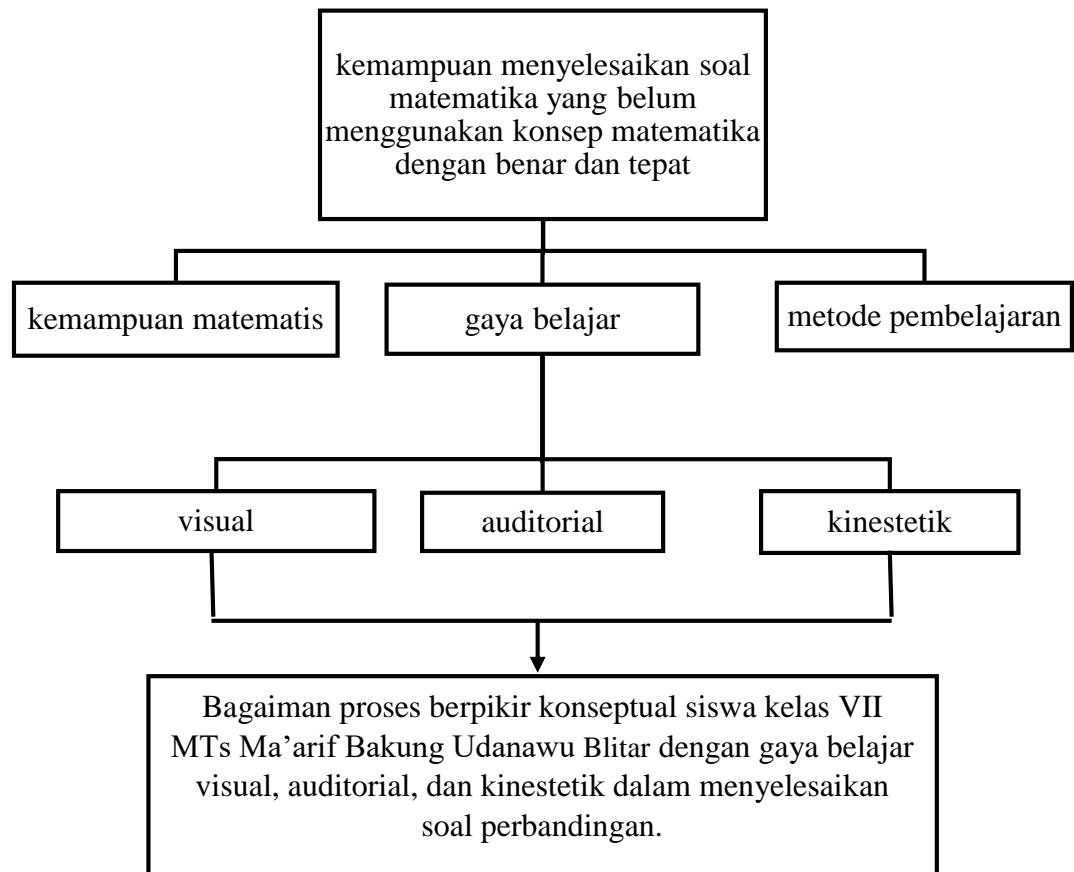 kemampuan menyelesaikan soal
matematika yang belum
menggunakan konsep matematika
dengan benar dan tepat
kemampuan matematis
gaya belajar
metode pembelajaran
visual
auditorial
kinestetik
Bagaiman proses berpikir konseptual siswa kelas VII
MTs Ma’arif Bakung Udanawu Blitar dengan gaya belajar
visual, auditorial, dan kinestetik dalam menyelesaikan
soal perbandingan.